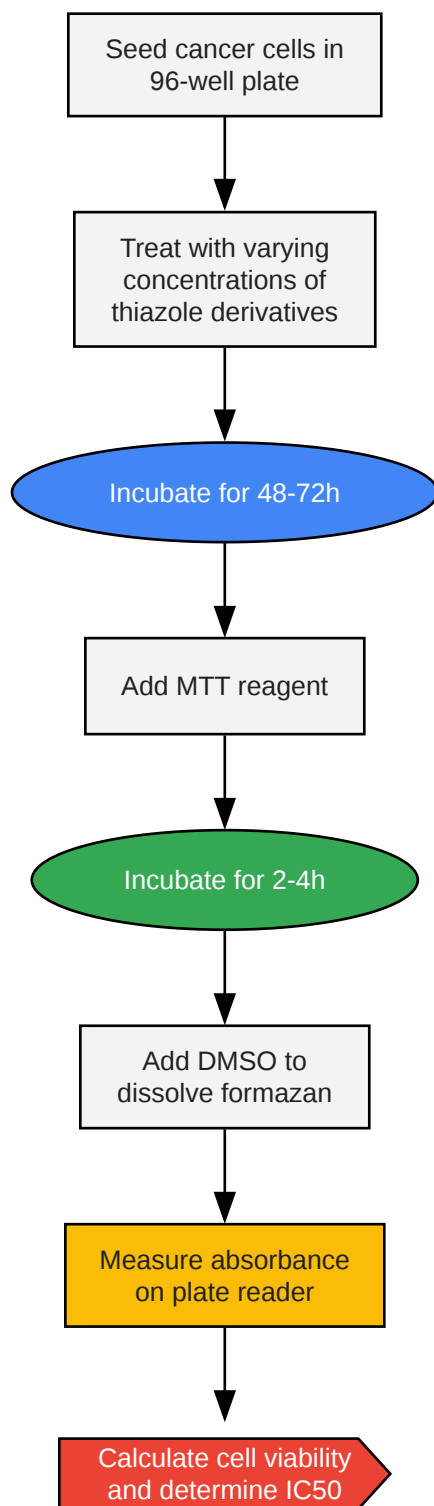 Seed cancer cells in
96-well plate
Treat with varying
concentrations of
thiazole derivatives
Incubate for 48-72h
Add MTT reagent
Incubate for 2-4h
Add DMSO to
dissolve formazan
Measure absorbance
on plate reader
Calculate cell viability
and determine IC50